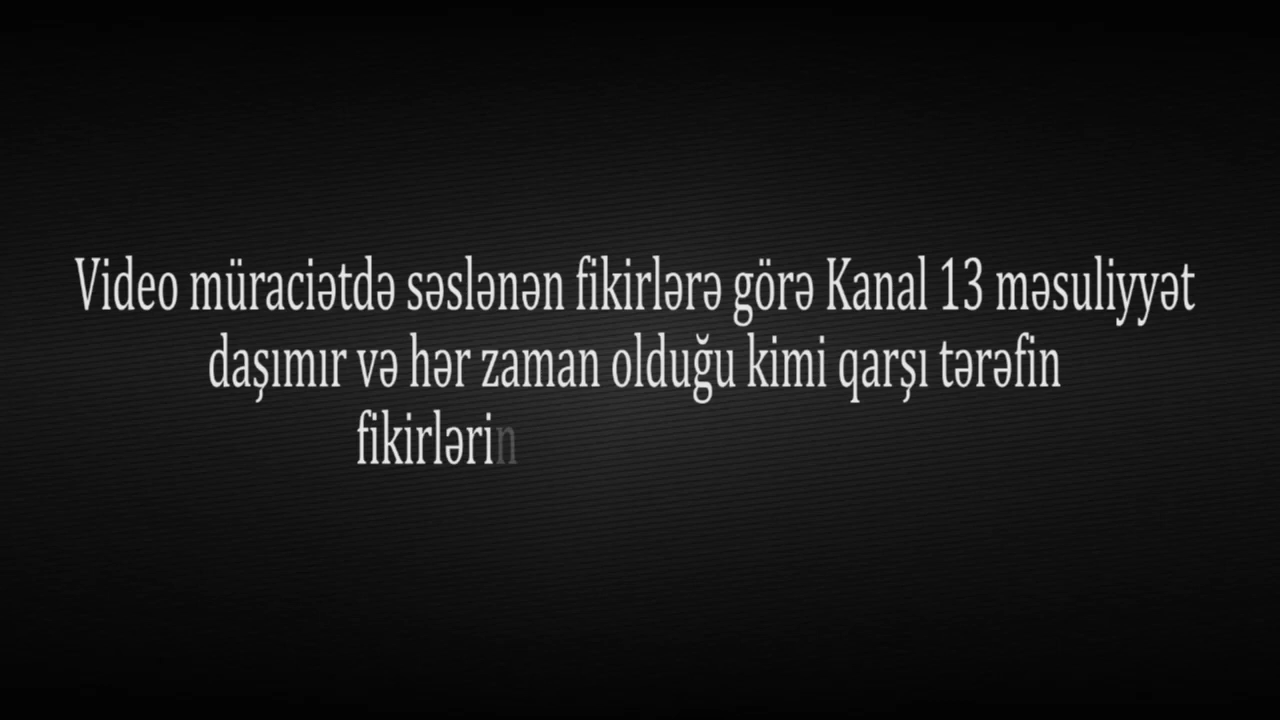 Video müraciətdə səslənən fikirlərə görə Kanal 13 məsuliyyət
daşımır və hər zaman olduğu kimi qarşı tərəfin
fikirlərin